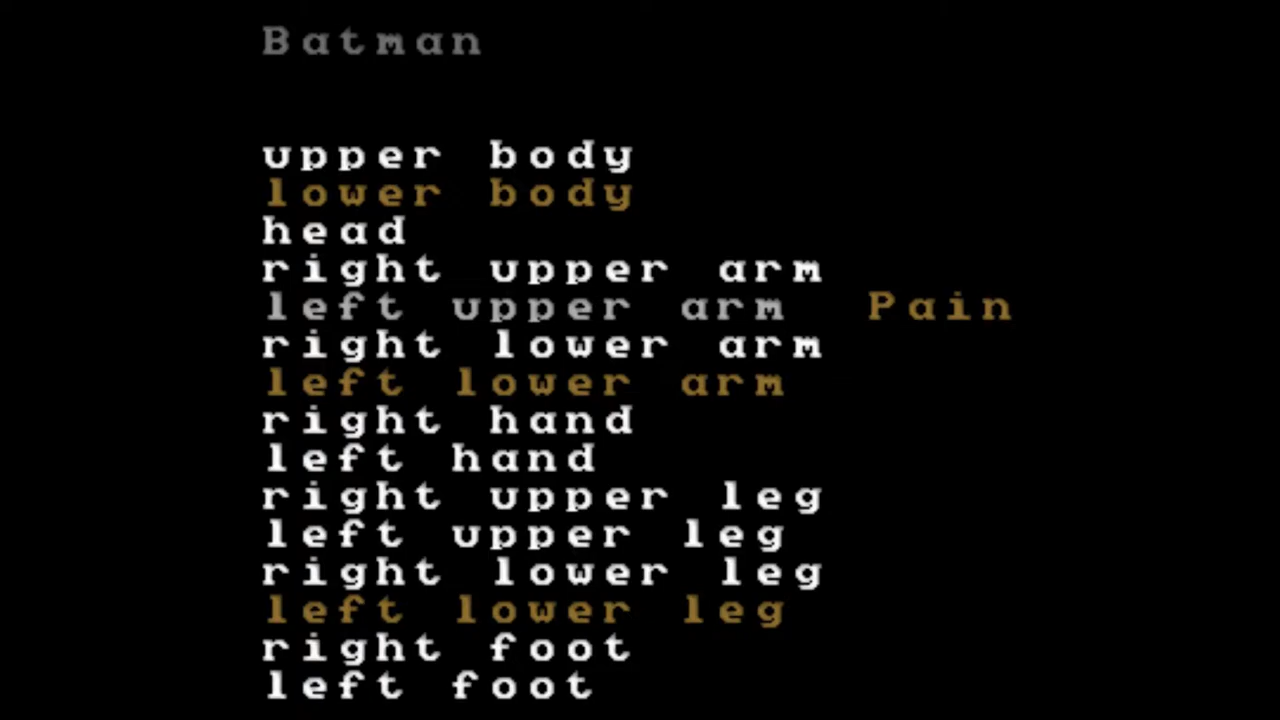 Batman
upper body
lower body
head
right upper arm
left upper arm Pain
right lower arm
left lower arm
right hand
left hand
right upper leg
left upper leg
right lower leg
left lower leg
right foot
left foot